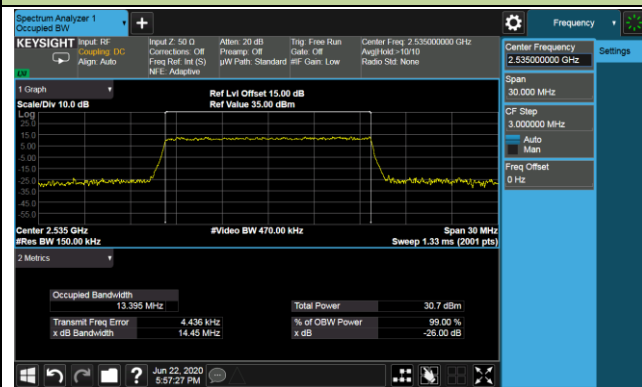 Spectrum Analyzer 1
Occupied BW
Frequency
KEYSIGHT
Input: RF
Coupling: DC
Align: Auto
Input Z: 50 Ω
Corrections: Off
Freq Ref: Int (S)
NFE: Adaptive
Atten: 20 dB
Preamp: Off
µW Path: Standard
Trig: Free Run
Gate: Off
#IF Gain: Low
Center Freq: 2.535000000 GHz
Avg|Hold:>10/10
Radio Std: None
Center Frequency
2.535000000 GHz
Settings
Span
30.000 MHz
CF Step
3.000000 MHz
Auto
Man
Freq Offset
0 Hz
1 Graph
Scale/Div 10.0 dB
Ref Lvl Offset 15.00 dB
Ref Value 35.00 dBm
Log
25.0
15.0
5.00
-5.00
-15.0
-25.0
-35.0
-45.0
-55.0
Center 2.535 GHz
#Video BW 470.00 kHz
Span 30 MHz
#Res BW 150.00 kHz
Sweep 1.33 ms (2001 pts)
2 Metrics
Occupied Bandwidth
13.395 MHz
Total Power 30.7 dBm
Transmit Freq Error 4.436 kHz
% of OBW Power 99.00 %
x dB Bandwidth 14.45 MHz
x dB -26.00 dB
?
Jun 22, 2020
5:57:27 PM